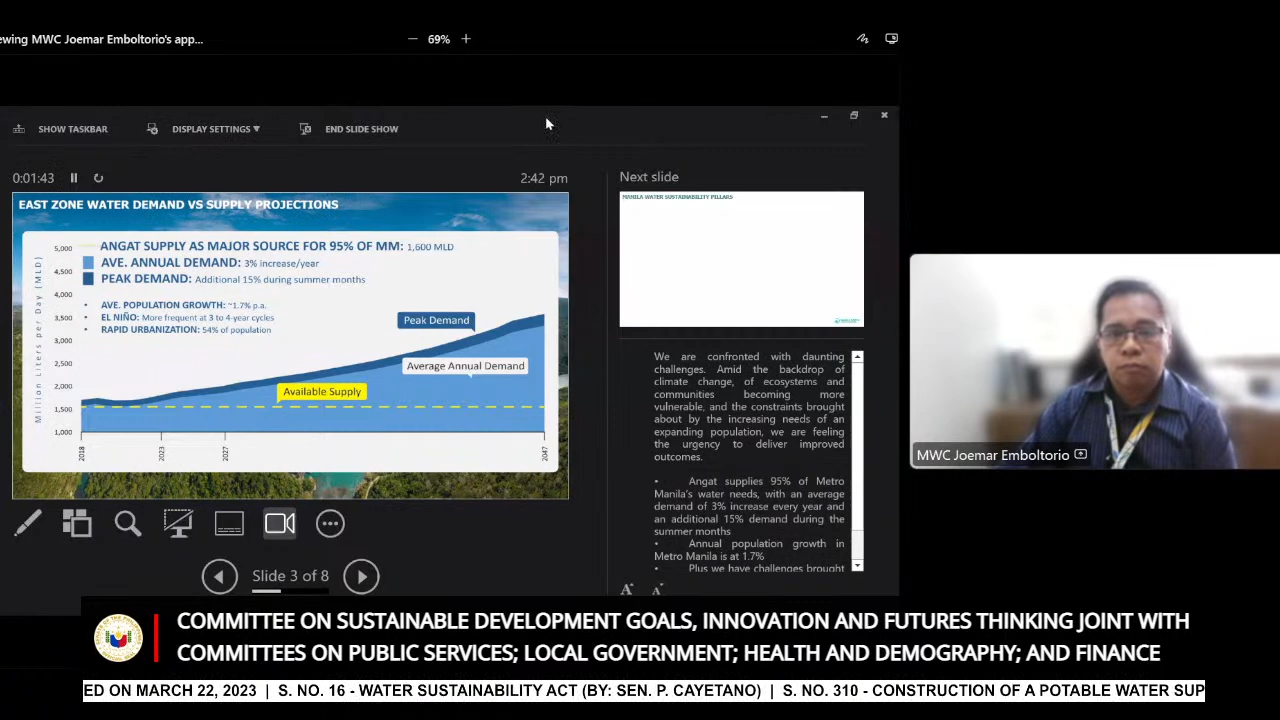 ewing MWC Joemar Emboltorio's app...
69%
SHOW TASKBAR
DISPLAY SETTINGS
END SLIDE SHOW
0:01:43
2:42 pm
EAST ZONE WATER DEMAND VS SUPPLY PROJECTIONS
ANGAT SUPPLY AS MAJOR SOURCE FOR 95% OF MM: 1,600 MLD
AVE. ANNUAL DEMAND: 3% increase/year
PEAK DEMAND: Additional 15% during summer months
• AVE. POPULATION GROWTH: ~1.7% p.a.
• EL NIÑO: More frequent at 3 to 4-year cycles
• RAPID URBANIZATION: 54% of population
Million Liters per Day (MLD)
5,000
4,500
4,000
3,500
3,000
2,500
2,000
1,500
1,000
Peak Demand
Average Annual Demand
Available Supply
2018
2023
2027
2047
Slide 3 of 8
Next slide
MANILA WATER SUSTAINABILITY PILLARS
We are confronted with daunting
challenges. Amid the backdrop of
climate change, of ecosystems and
communities becoming more
vulnerable, and the constraints brought
about by the increasing needs of an
expanding population, we are feeling
the urgency to deliver improved
outcomes.
• Angat supplies 95% of Metro
Manila's water needs, with an average
demand of 3% increase every year and
an additional 15% demand during the
summer months
• Annual population growth in
Metro Manila is at 1.7%
• Plus we have challenges brought
MWC Joemar Emboltorio
COMMITTEE ON SUSTAINABLE DEVELOPMENT GOALS, INNOVATION AND FUTURES THINKING JOINT WITH
COMMITTEES ON PUBLIC SERVICES; LOCAL GOVERNMENT; HEALTH AND DEMOGRAPHY; AND FINANCE
ED ON MARCH 22, 2023 | S. NO. 16 - WATER SUSTAINABILITY ACT (BY: SEN. P. CAYETANO) | S. NO. 310 - CONSTRUCTION OF A POTABLE WATER SUP